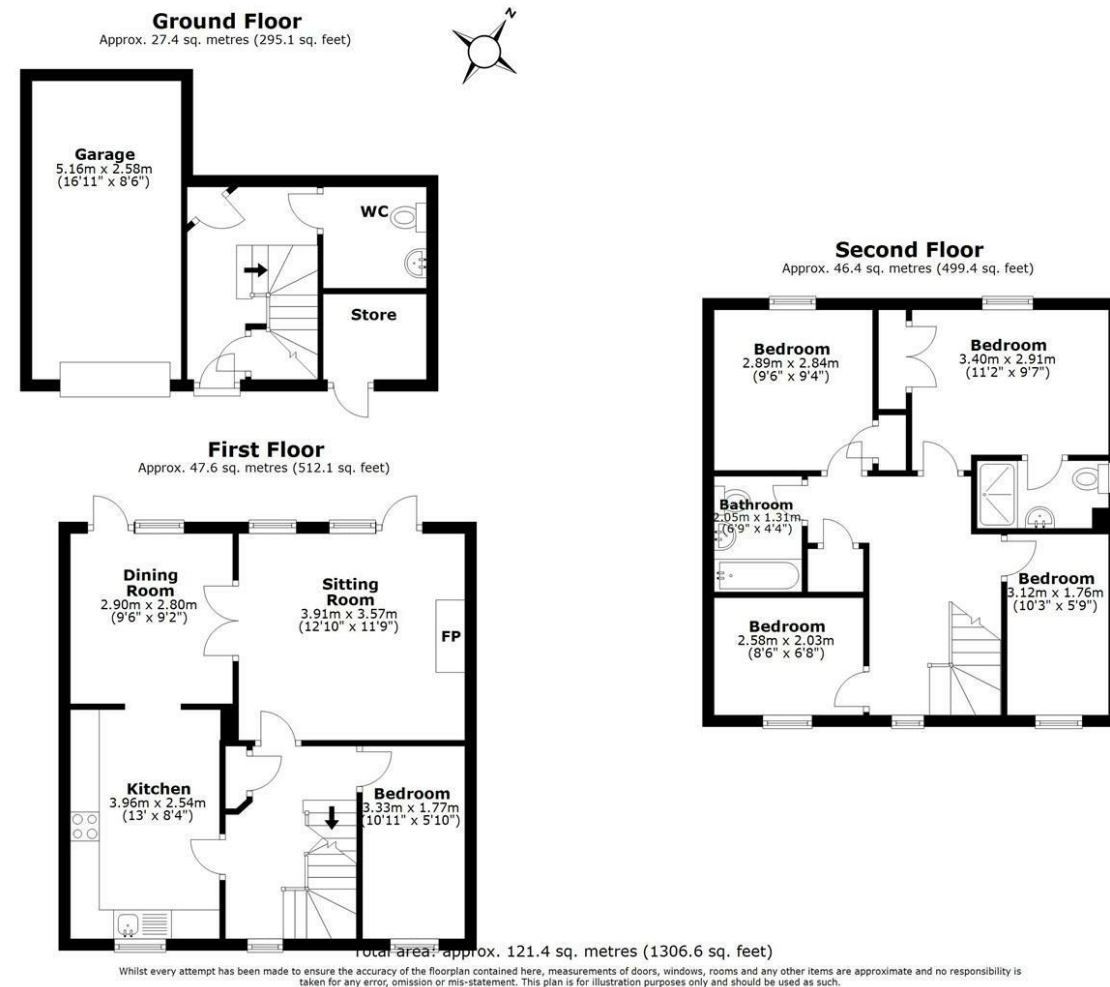 Ground Floor
Approx. 27.4 sq. metres (295.1 sq. feet)
N
Garage
5.16m x 2.58m
(16'11" x 8'6")
WC
Store
First Floor
Approx. 47.6 sq. metres (512.1 sq. feet)
Dining
Room
2.90m x 2.80m
(9'6" x 9'2")
Sitting
Room
3.91m x 3.57m
(12'10" x 11'9")
FP
Kitchen
3.96m x 2.54m
(13' x 8'4")
Bedroom
3.33m x 1.77m
(10'11" x 5'10")
Second Floor
Approx. 46.4 sq. metres (499.4 sq. feet)
Bedroom
2.89m x 2.84m
(9'6" x 9'4")
Bedroom
3.40m x 2.91m
(11'2" x 9'7")
Bathroom
2.05m x 1.31m
(6'9" x 4'4")
Bedroom
3.12m x 1.76m
(10'3" x 5'9")
Bedroom
2.58m x 2.03m
(8'6" x 6'8")
Total area: approx. 121.4 sq. metres (1306.6 sq. feet)
Whilst every attempt has been made to ensure the accuracy of the floorplan contained here, measurements of doors, windows, rooms and any other items are approximate and no responsibility is
taken for any error, omission or mis-statement. This plan is for illustration purposes only and should be used as such.